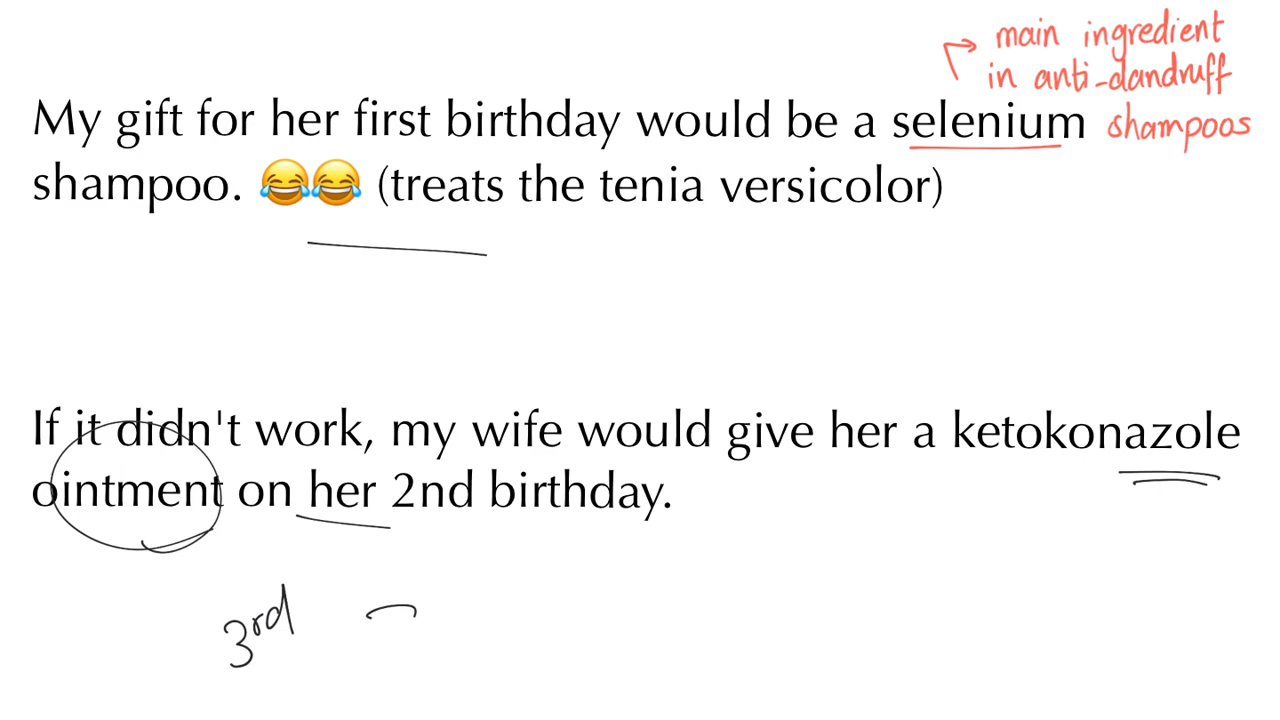 main ingredient
in anti-dandruff
shampoos
My gift for her first birthday would be a selenium
shampoo. 😂😂 (treats the tenia versicolor)
If it didn't work, my wife would give her a ketokonazole
ointment on her 2nd birthday.
3rd